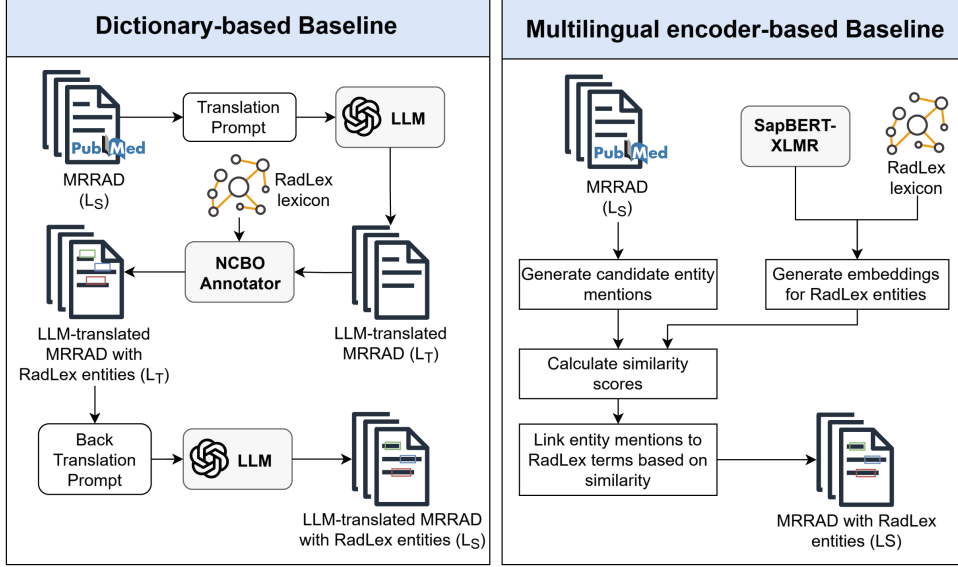 Dictionary-based Baseline
PubMed
MRRAD
(LS)
Translation
Prompt
LLM
RadLex
lexicon
NCBO
Annotator
LLM-translated
MRRAD (LT)
LLM-translated
MRRAD with
RadLex entities (LT)
Back
Translation
Prompt
LLM
LLM-translated MRRAD
with RadLex entities (LS)
Multilingual encoder-based Baseline
PubMed
MRRAD
(LS)
SapBERT-
XLMR
RadLex
lexicon
Generate candidate entity
mentions
Generate embeddings
for RadLex entities
Calculate similarity
scores
Link entity mentions to
RadLex terms based on
similarity
MRRAD with RadLex
entities (LS)